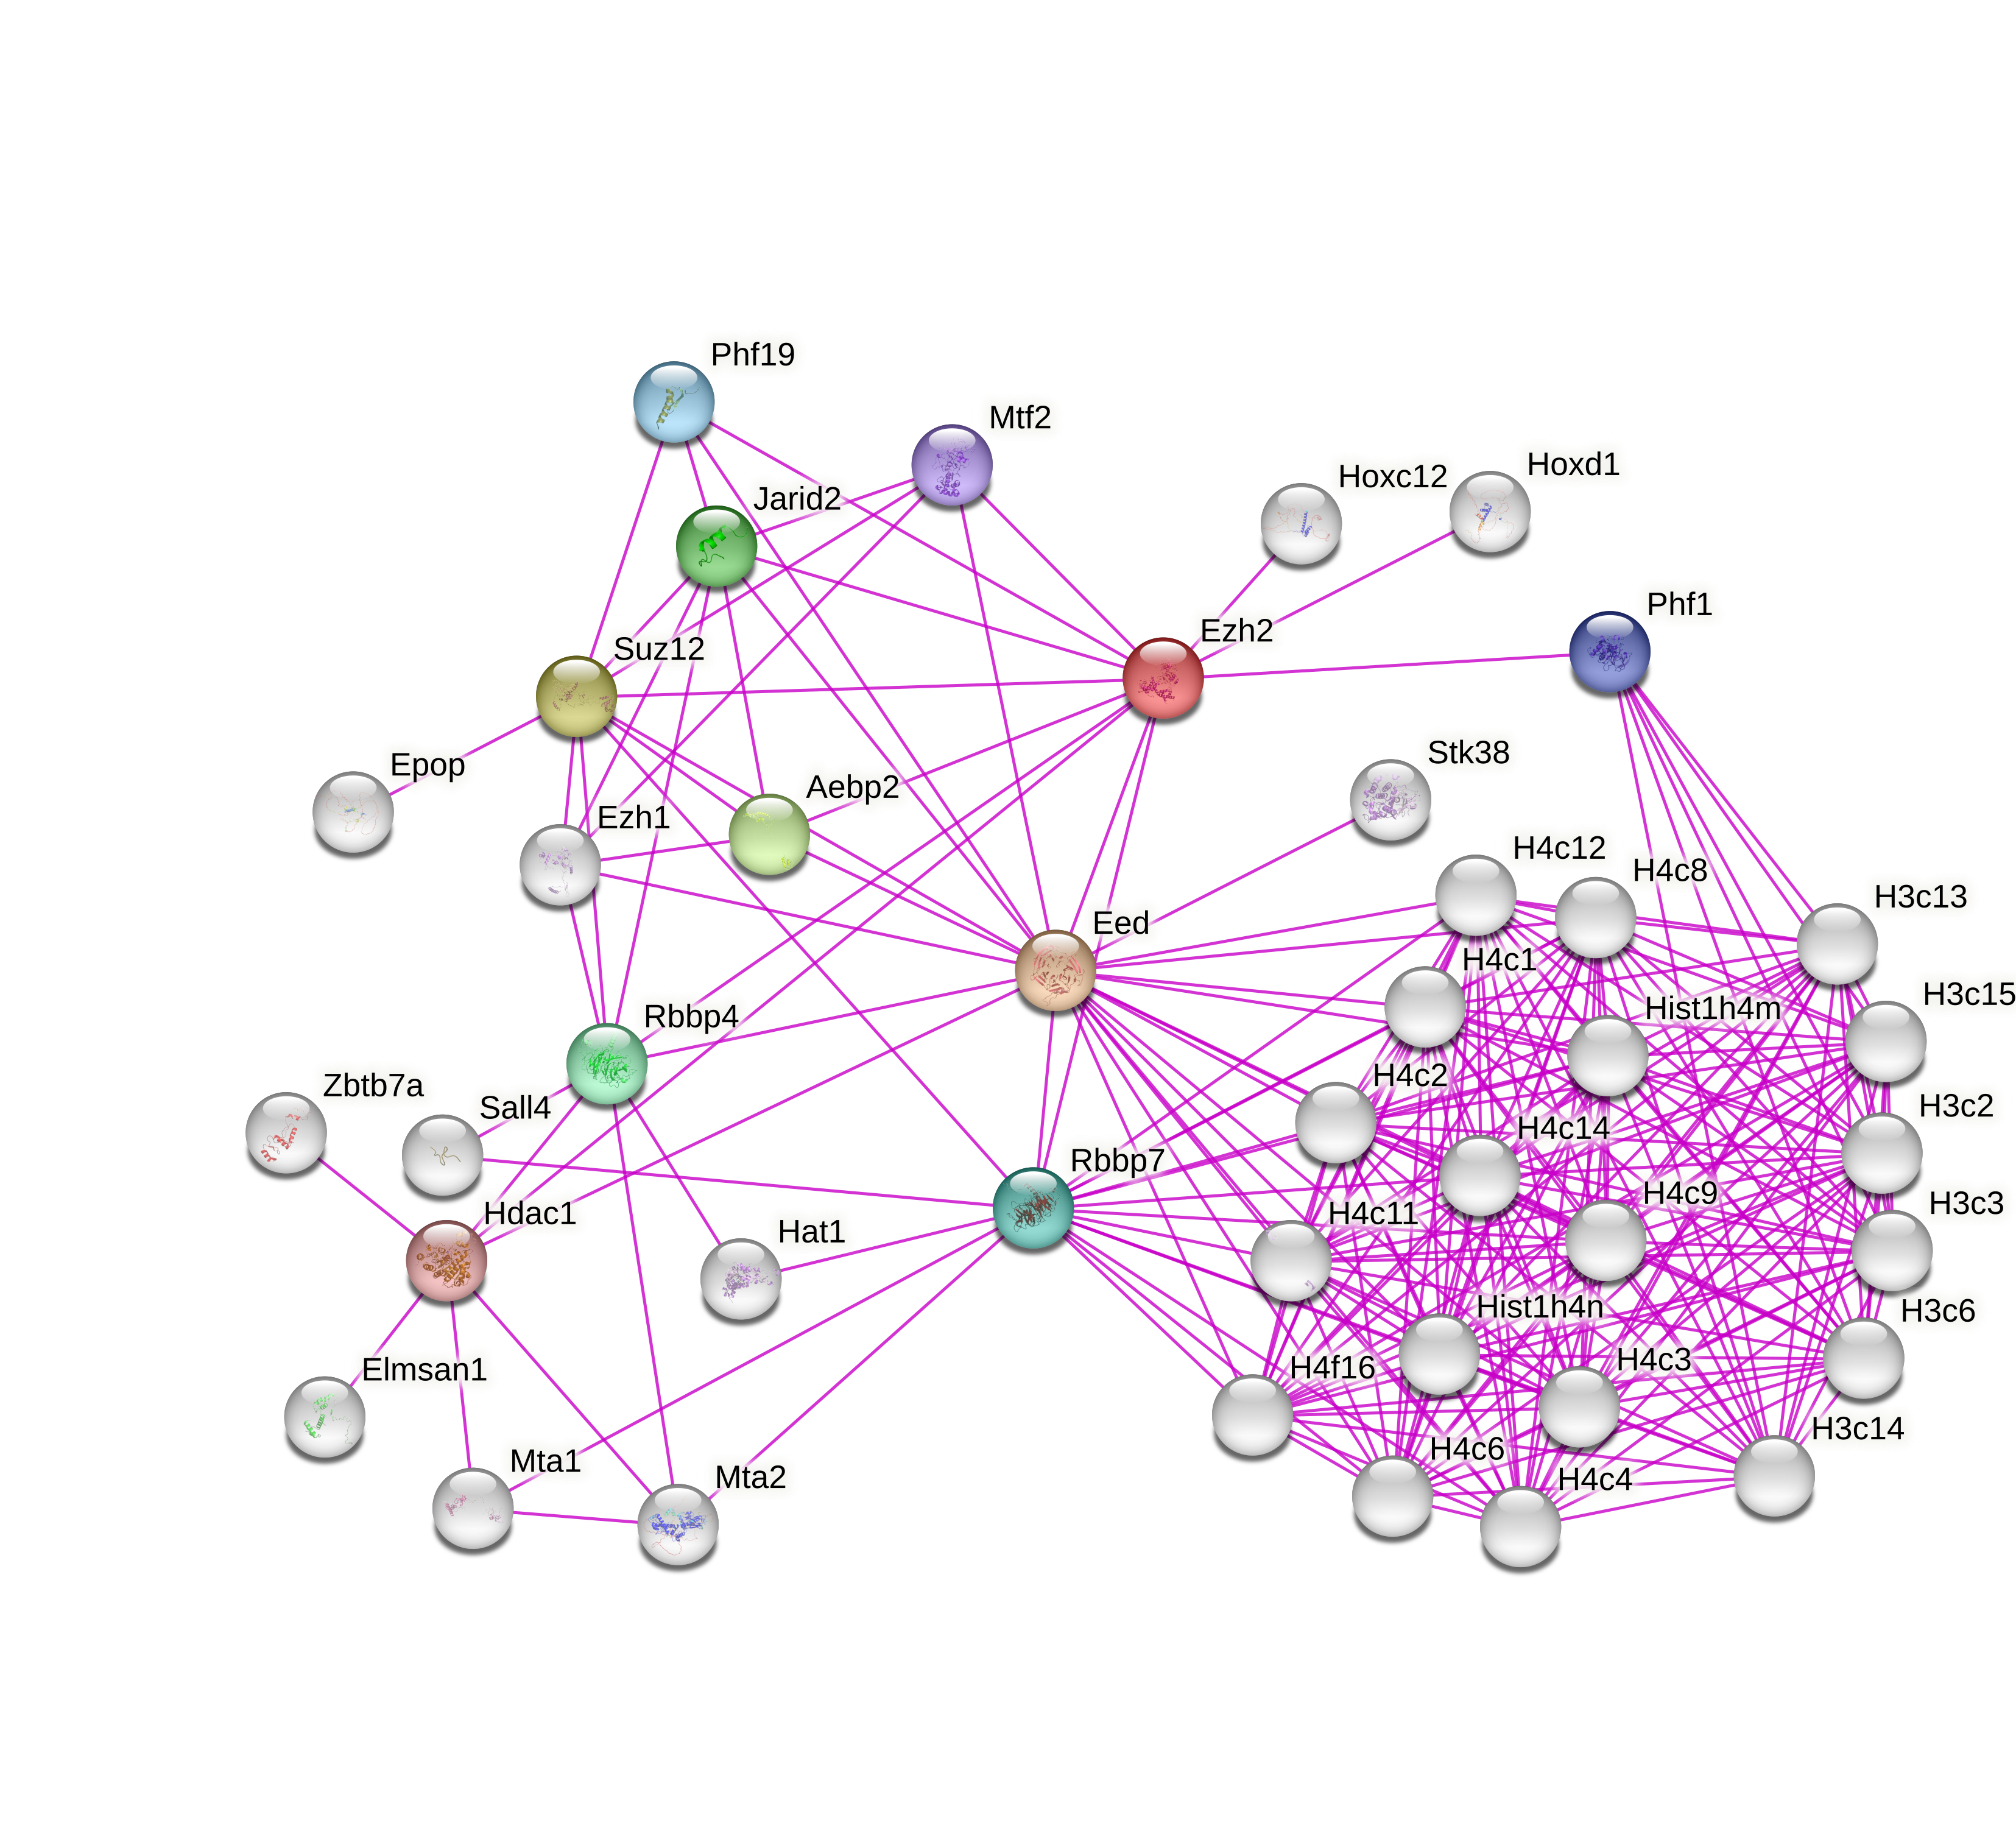 Phf19
Mtf2
Hoxd1
Hoxc12
Jarid2
Phf1
Ezh2
Suz12
Stk38
Epop
Aebp2
Ezh1
H4c12
H4c8
H3c13
Eed
H4c1
H3c15
Hist1h4m
Rbbp4
H4c2
Zbtb7a
Sall4
H3c2
H4c14
Rbbp7
H4c9
H3c3
Hdac1
H4c11
Hat1
Hist1h4n
H3c6
H4c3
H4f16
Elmsan1
H3c14
H4c6
Mta1
Mta2
H4c4